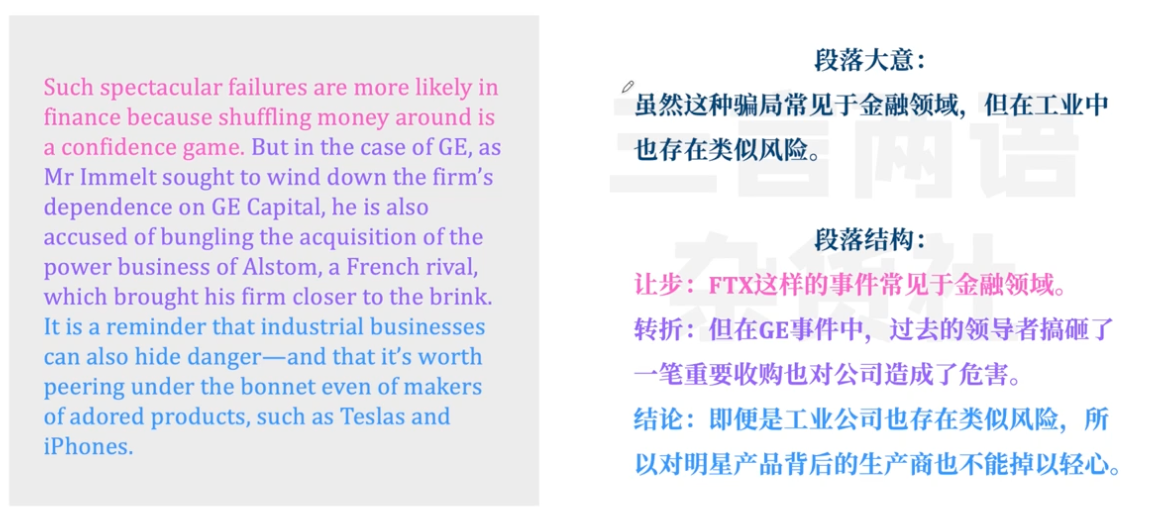 Such spectacular failures are more likely in
finance because shuffling money around is
a confidence game. But in the case of GE, as
Mr Immelt sought to wind down the firm's
dependence on GE Capital, he is also
accused of bungling the acquisition of the
power business of Alstom, a French rival,
which brought his firm closer to the brink.
It is a reminder that industrial businesses
can also hide danger—and that it's worth
peering under the bonnet even of makers
of adored products, such as Teslas and
iPhones.
段落大意：
虽然这种骗局常见于金融领域，但在工业中
也存在类似风险。
段落结构：
让步：FTX这样的事件常见于金融领域。
转折：但在GE事件中，过去的领导者搞砸了
一笔重要收购也对公司造成了危害。
结论：即便是工业公司也存在类似风险，所
以对明星产品背后的生产商也不能掉以轻心。
三言两语
杂货社